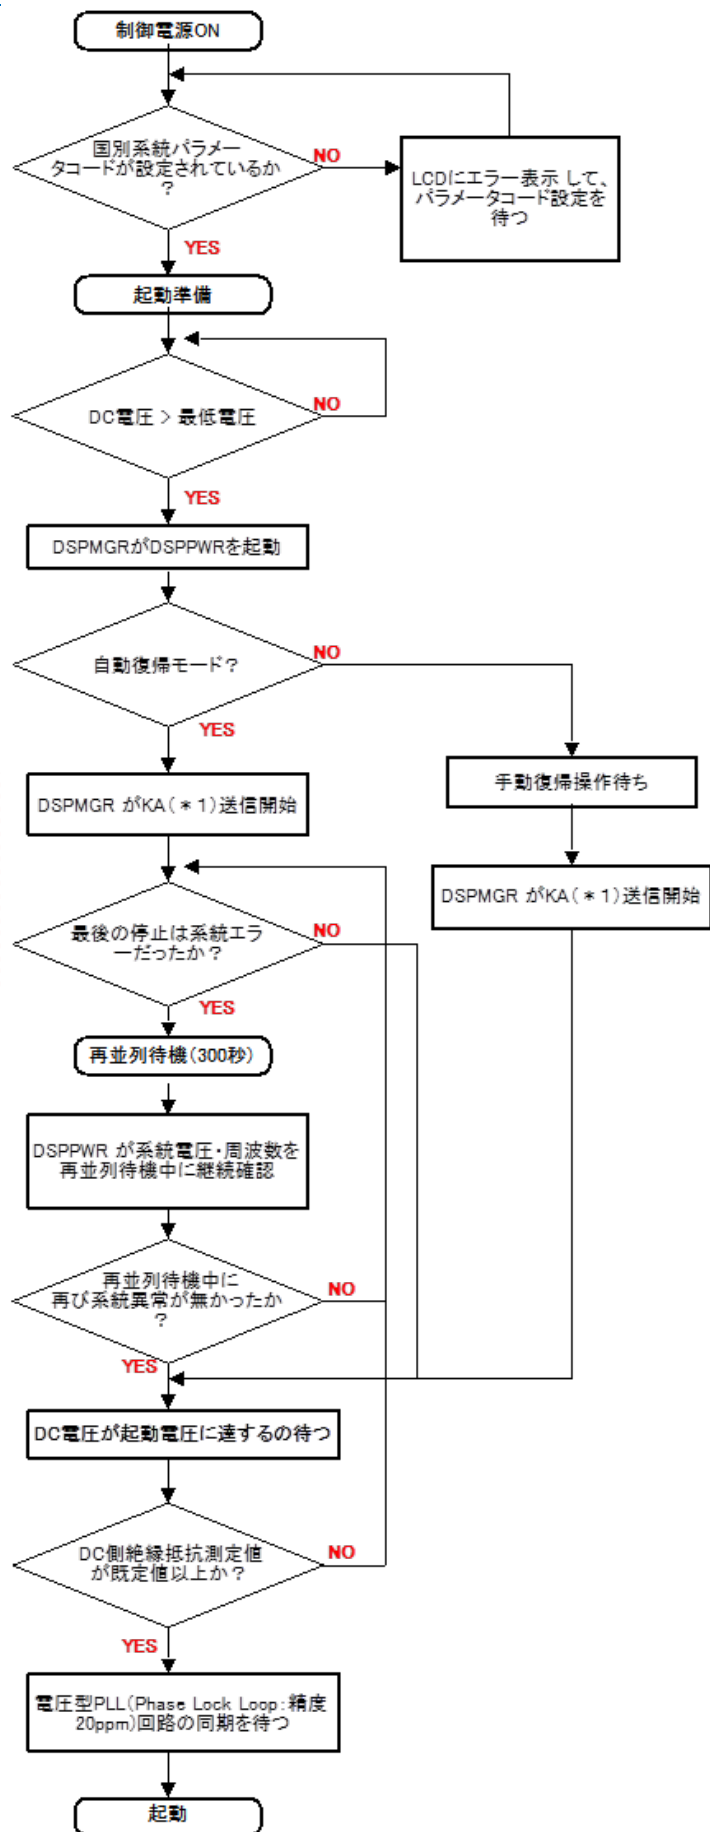 制御電源ON
国別系統パラメー
タコードが設定されているか
？
NO
LCDにエラー表示 して、
パラメータコード設定を
待つ
YES
起動準備
DC電圧 > 最低電圧
NO
YES
DSPMGRがDSPPWRを起動
自動復帰モード？
NO
YES
手動復帰操作待ち
DSPMGR がKA(＊1)送信開始
DSPMGR がKA(＊1)送信開始
最後の停止は系統エラ
ーだったか？
NO
YES
再並列待機(300秒)
DSPPWR が系統電圧・周波数を
再並列待機中に継続確認
再並列待機中に
再び系統異常が無かったか
？
NO
YES
DC電圧が起動電圧に達するの待つ
DC側絶縁抵抗測定値
が既定値以上か？
NO
YES
電圧型PLL(Phase Lock Loop：精度
20ppm)回路の同期を待つ
起動